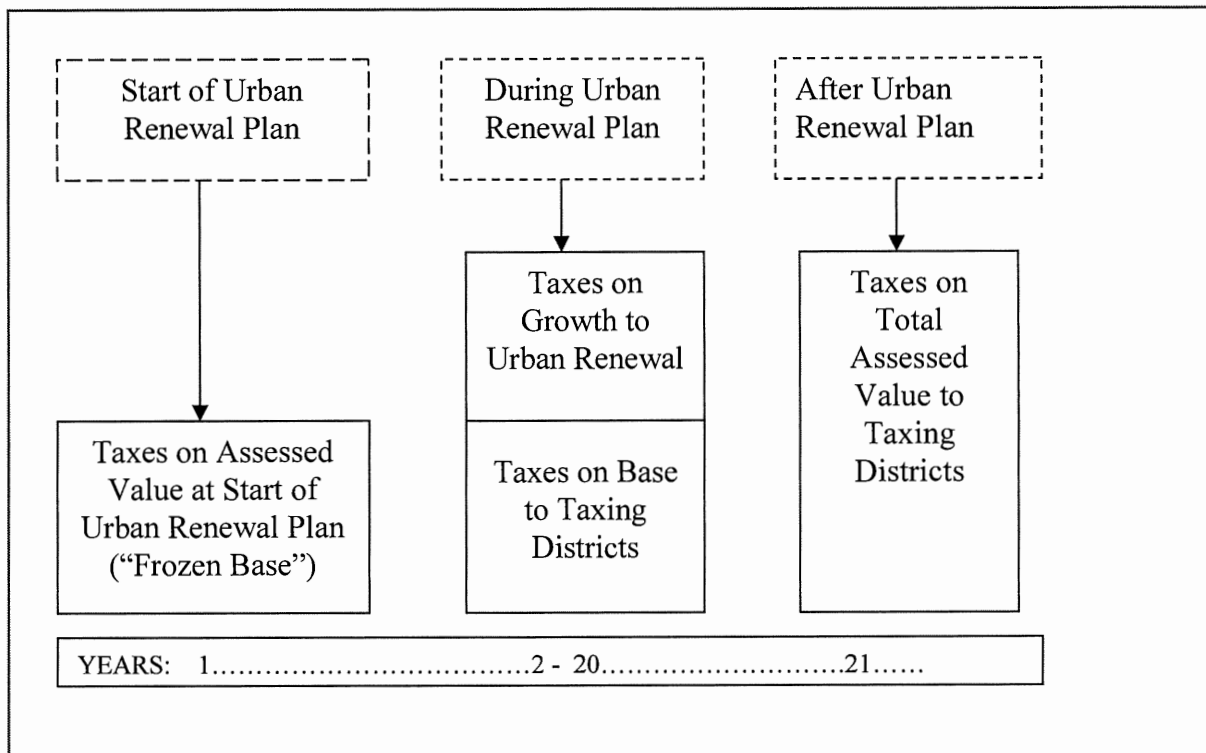 Start of Urban
Renewal Plan
During Urban
Renewal Plan
After Urban
Renewal Plan
Taxes on
Growth to
Urban Renewal
Taxes on
Total
Assessed
Value to
Taxing
Districts
Taxes on Assessed
Value at Start of
Urban Renewal Plan
(“Frozen Base”)
Taxes on Base
to Taxing
Districts
YEARS: 1……………………………2 - 20………………………21……